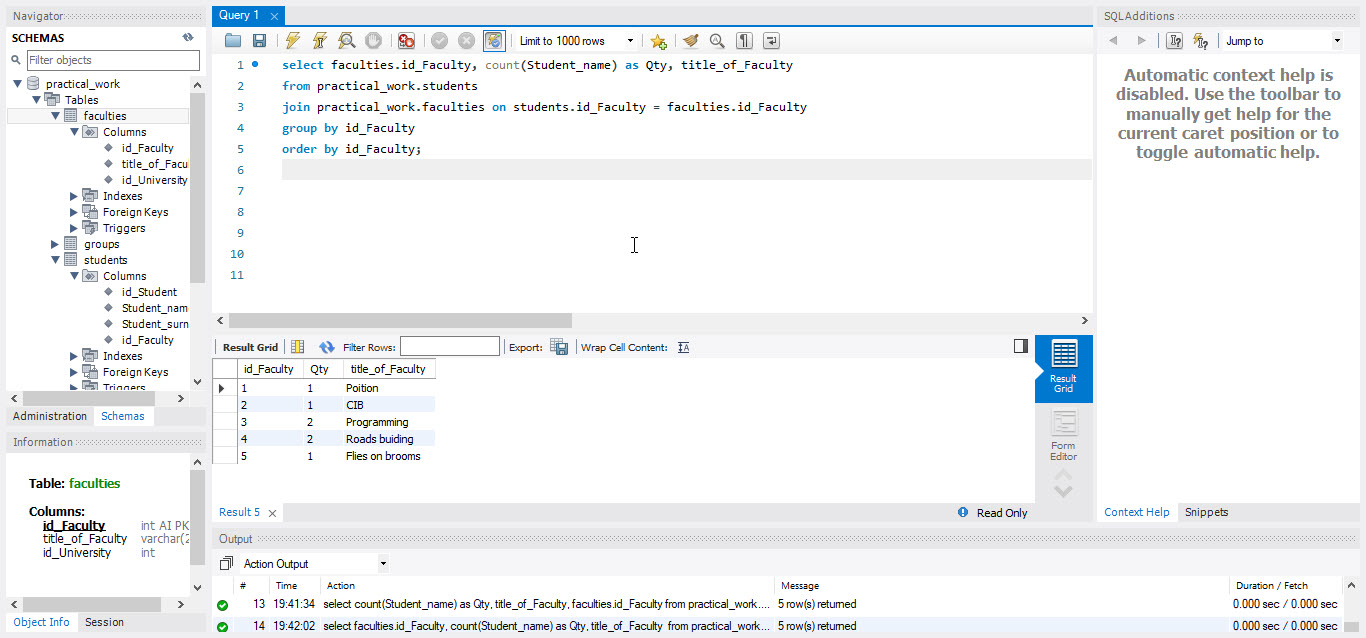 Navigator
SCHEMAS
Filter objects
practical_work
Tables
faculties
Columns
id_Faculty
title_of_Facu
id_University
Indexes
Foreign Keys
Triggers
groups
students
Columns
id_Student
Student_nam
Student_surn
id_Faculty
Indexes
Foreign Keys
Triggers
Administration Schemas
Information
Table: faculties
Columns:
id_Faculty int AI PK
title_of_Faculty varchar(2
id_University int
Object Info Session
Query 1
Limit to 1000 rows
1 select faculties.id_Faculty, count(Student_name) as Qty, title_of_Faculty
2 from practical_work.students
3 join practical_work.faculties on students.id_Faculty = faculties.id_Faculty
4 group by id_Faculty
5 order by id_Faculty;
6
7
8
9
10
11
Result Grid Filter Rows: Export: Wrap Cell Content:
id_Faculty Qty title_of_Faculty
1 1 Poition
2 1 CIB
3 2 Programming
4 2 Roads buiding
5 1 Flies on brooms
Result
Grid
Form
Editor
Result 5
Read Only
Output
Action Output
# Time Action Message Duration / Fetch
13 19:41:34 select count(Student_name) as Qty, title_of_Faculty, faculties.id_Faculty from practical_work.... 5 row(s) returned 0.000 sec / 0.000 sec
14 19:42:02 select faculties.id_Faculty, count(Student_name) as Qty, title_of_Faculty from practical_work.... 5 row(s) returned 0.000 sec / 0.000 sec
SQLAdditions
Jump to
Automatic context help is
disabled. Use the toolbar to
manually get help for the
current caret position or to
toggle automatic help.
Context Help Snippets